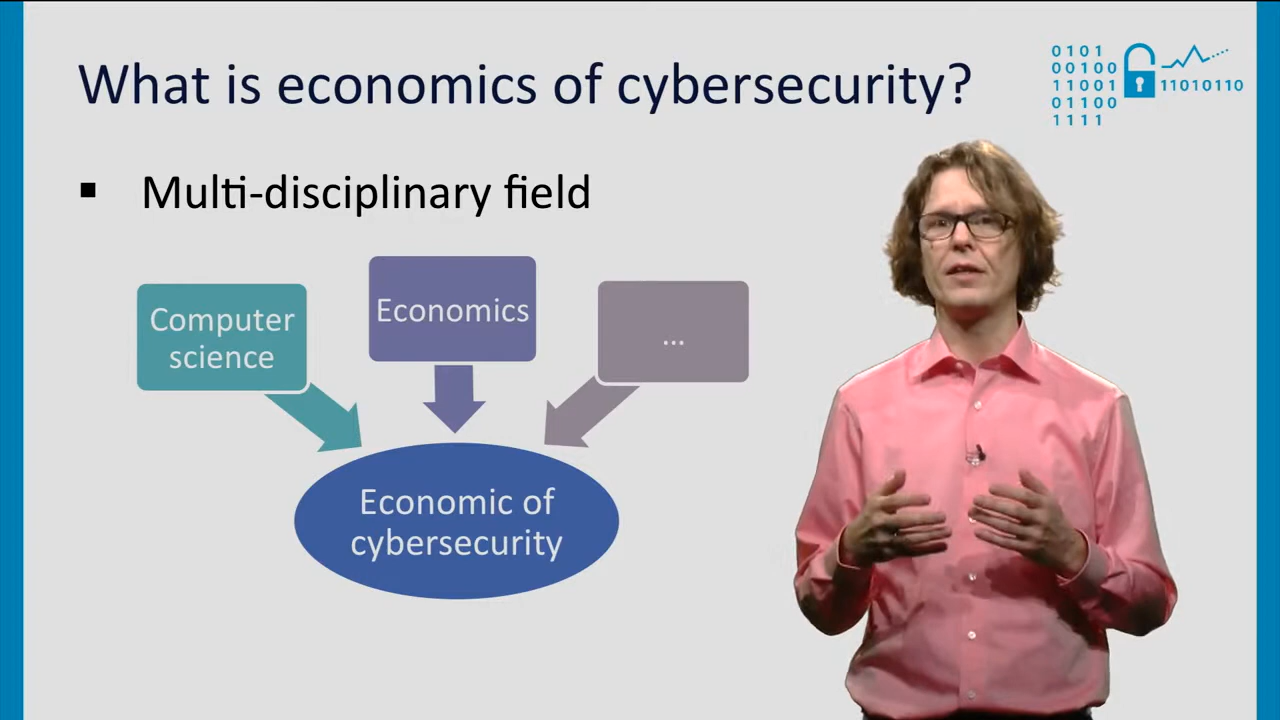 What is economics of cybersecurity?
0101
00100
11001
01100
1111
11010110
▪ Multi-disciplinary field
Computer
science
Economics
...
Economic of
cybersecurity